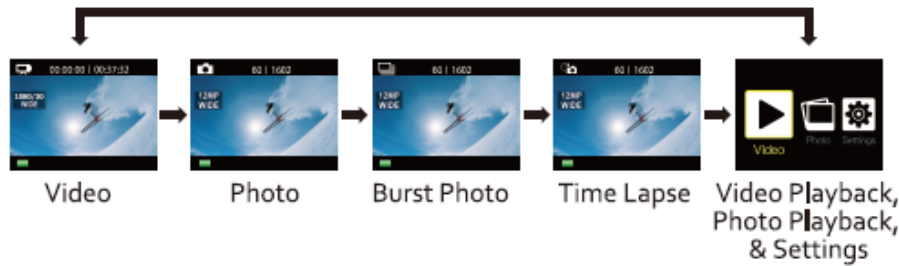 00:00:00 | 00:37:32
1080/30
WIDE
Video
60 | 1602
12MP
WIDE
Photo
60 | 1602
12MP
WIDE
Burst Photo
60 | 1602
12MP
WIDE
Time Lapse
Video
Photo
Settings
Video Playback,
Photo Playback,
& Settings